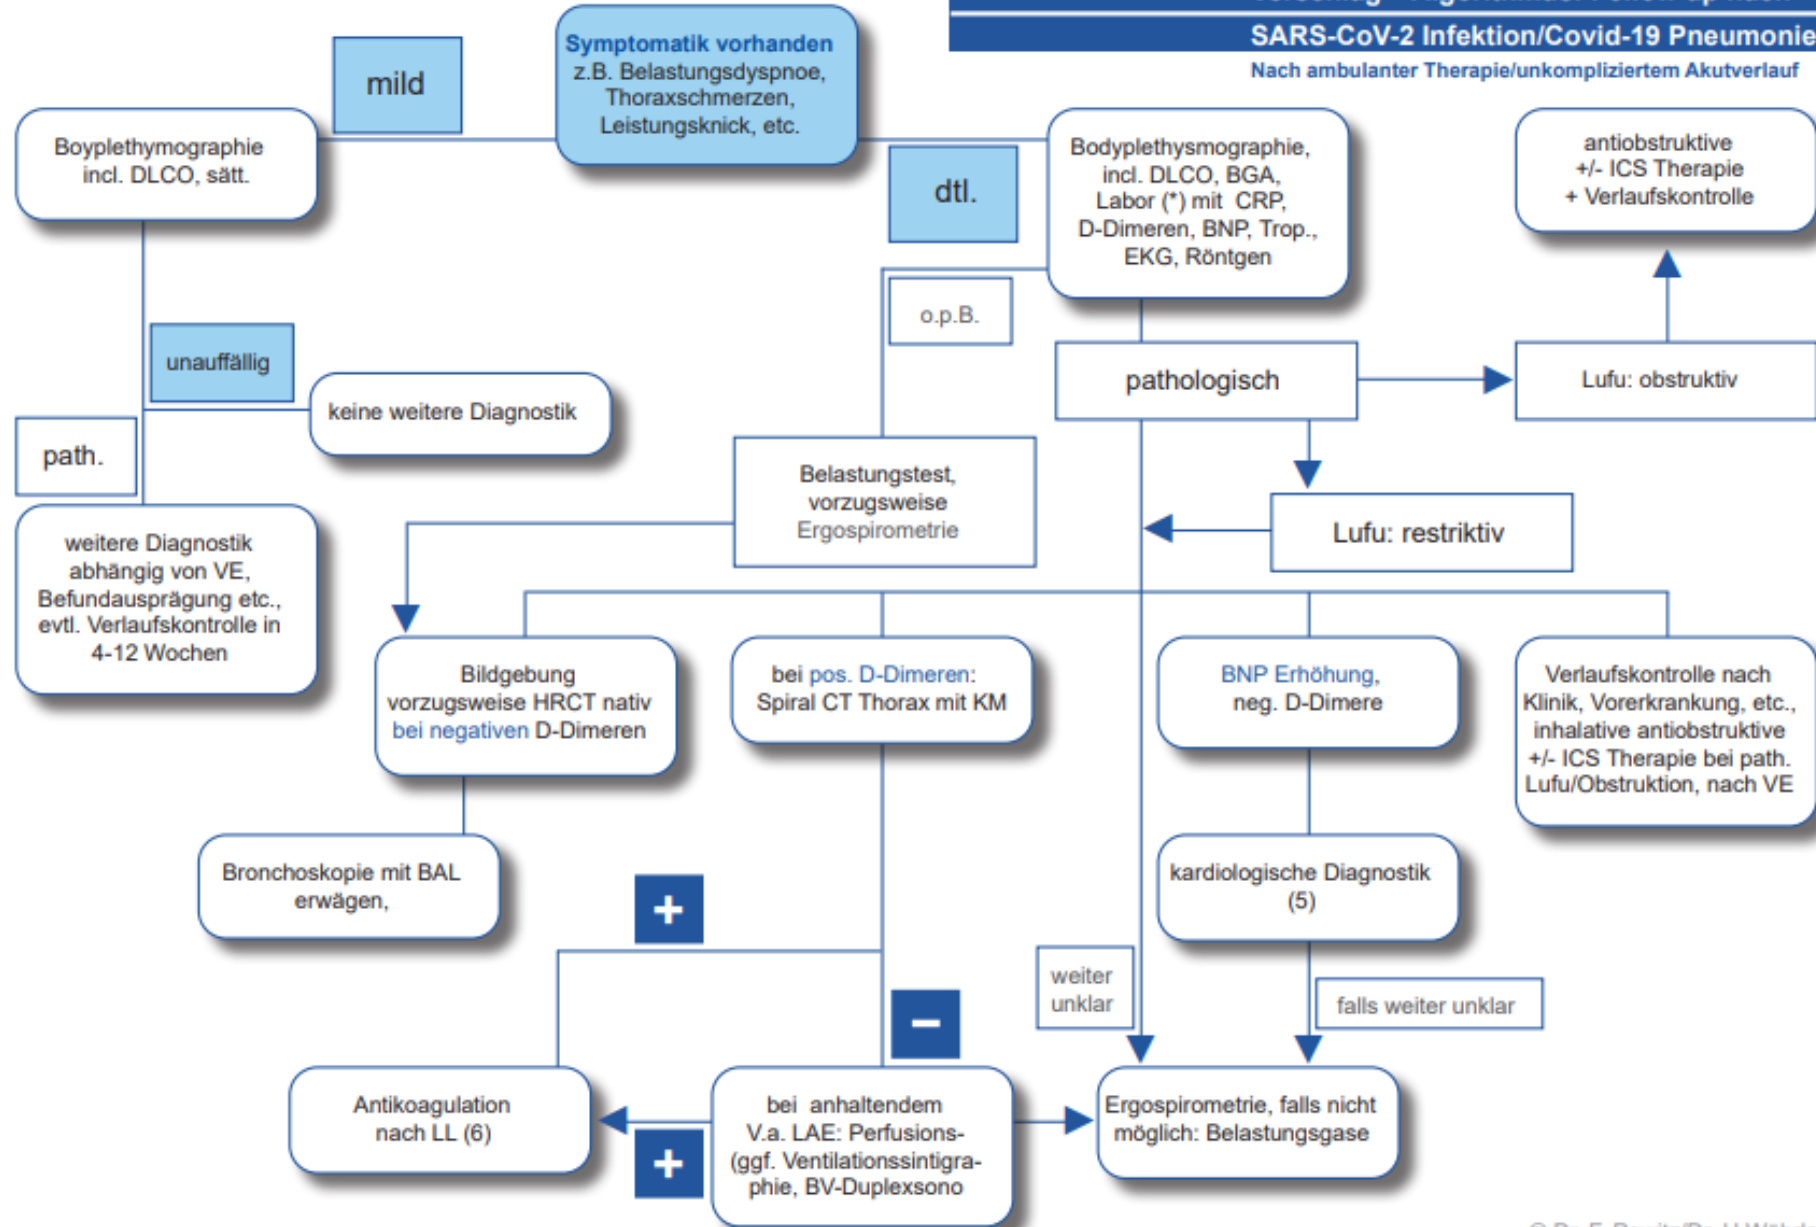 SARS-CoV-2 Infektion/Covid-19 Pneumonie
Nach ambulanter Therapie/unkompliziertem Akutverlauf
Symptomatik vorhanden
z.B. Belastungsdyspnoe,
Thoraxschmerzen,
Leistungsknick, etc.
mild
dtl.
Boyplethymographie
incl. DLCO, sätt.
Bodyplethysmographie,
incl. DLCO, BGA,
Labor (*) mit CRP,
D-Dimeren, BNP, Trop.,
EKG, Röntgen
antiobstruktive
+/- ICS Therapie
+ Verlaufskontrolle
o.p.B.
unauffällig
keine weitere Diagnostik
pathologisch
Lufu: obstruktiv
path.
Belastungstest,
vorzugsweise
Ergospirometrie
Lufu: restriktiv
weitere Diagnostik
abhängig von VE,
Befundausprägung etc.,
evtl. Verlaufskontrolle in
4-12 Wochen
Bildgebung
vorzugsweise HRCT nativ
bei negativen D-Dimeren
bei pos. D-Dimeren:
Spiral CT Thorax mit KM
BNP Erhöhung,
neg. D-Dimere
Verlaufskontrolle nach
Klinik, Vorerkrankung, etc.,
inhalative antiobstruktive
+/- ICS Therapie bei path.
Lufu/Obstruktion, nach VE
Bronchoskopie mit BAL
erwägen,
kardiologische Diagnostik
(5)
+
−
weiter
unklar
falls weiter unklar
Antikoagulation
nach LL (6)
+
bei anhaltendem
V.a. LAE: Perfusions-
(ggf. Ventilationssintigra-
phie, BV-Duplexsono
Ergospirometrie, falls nicht
möglich: Belastungsgase